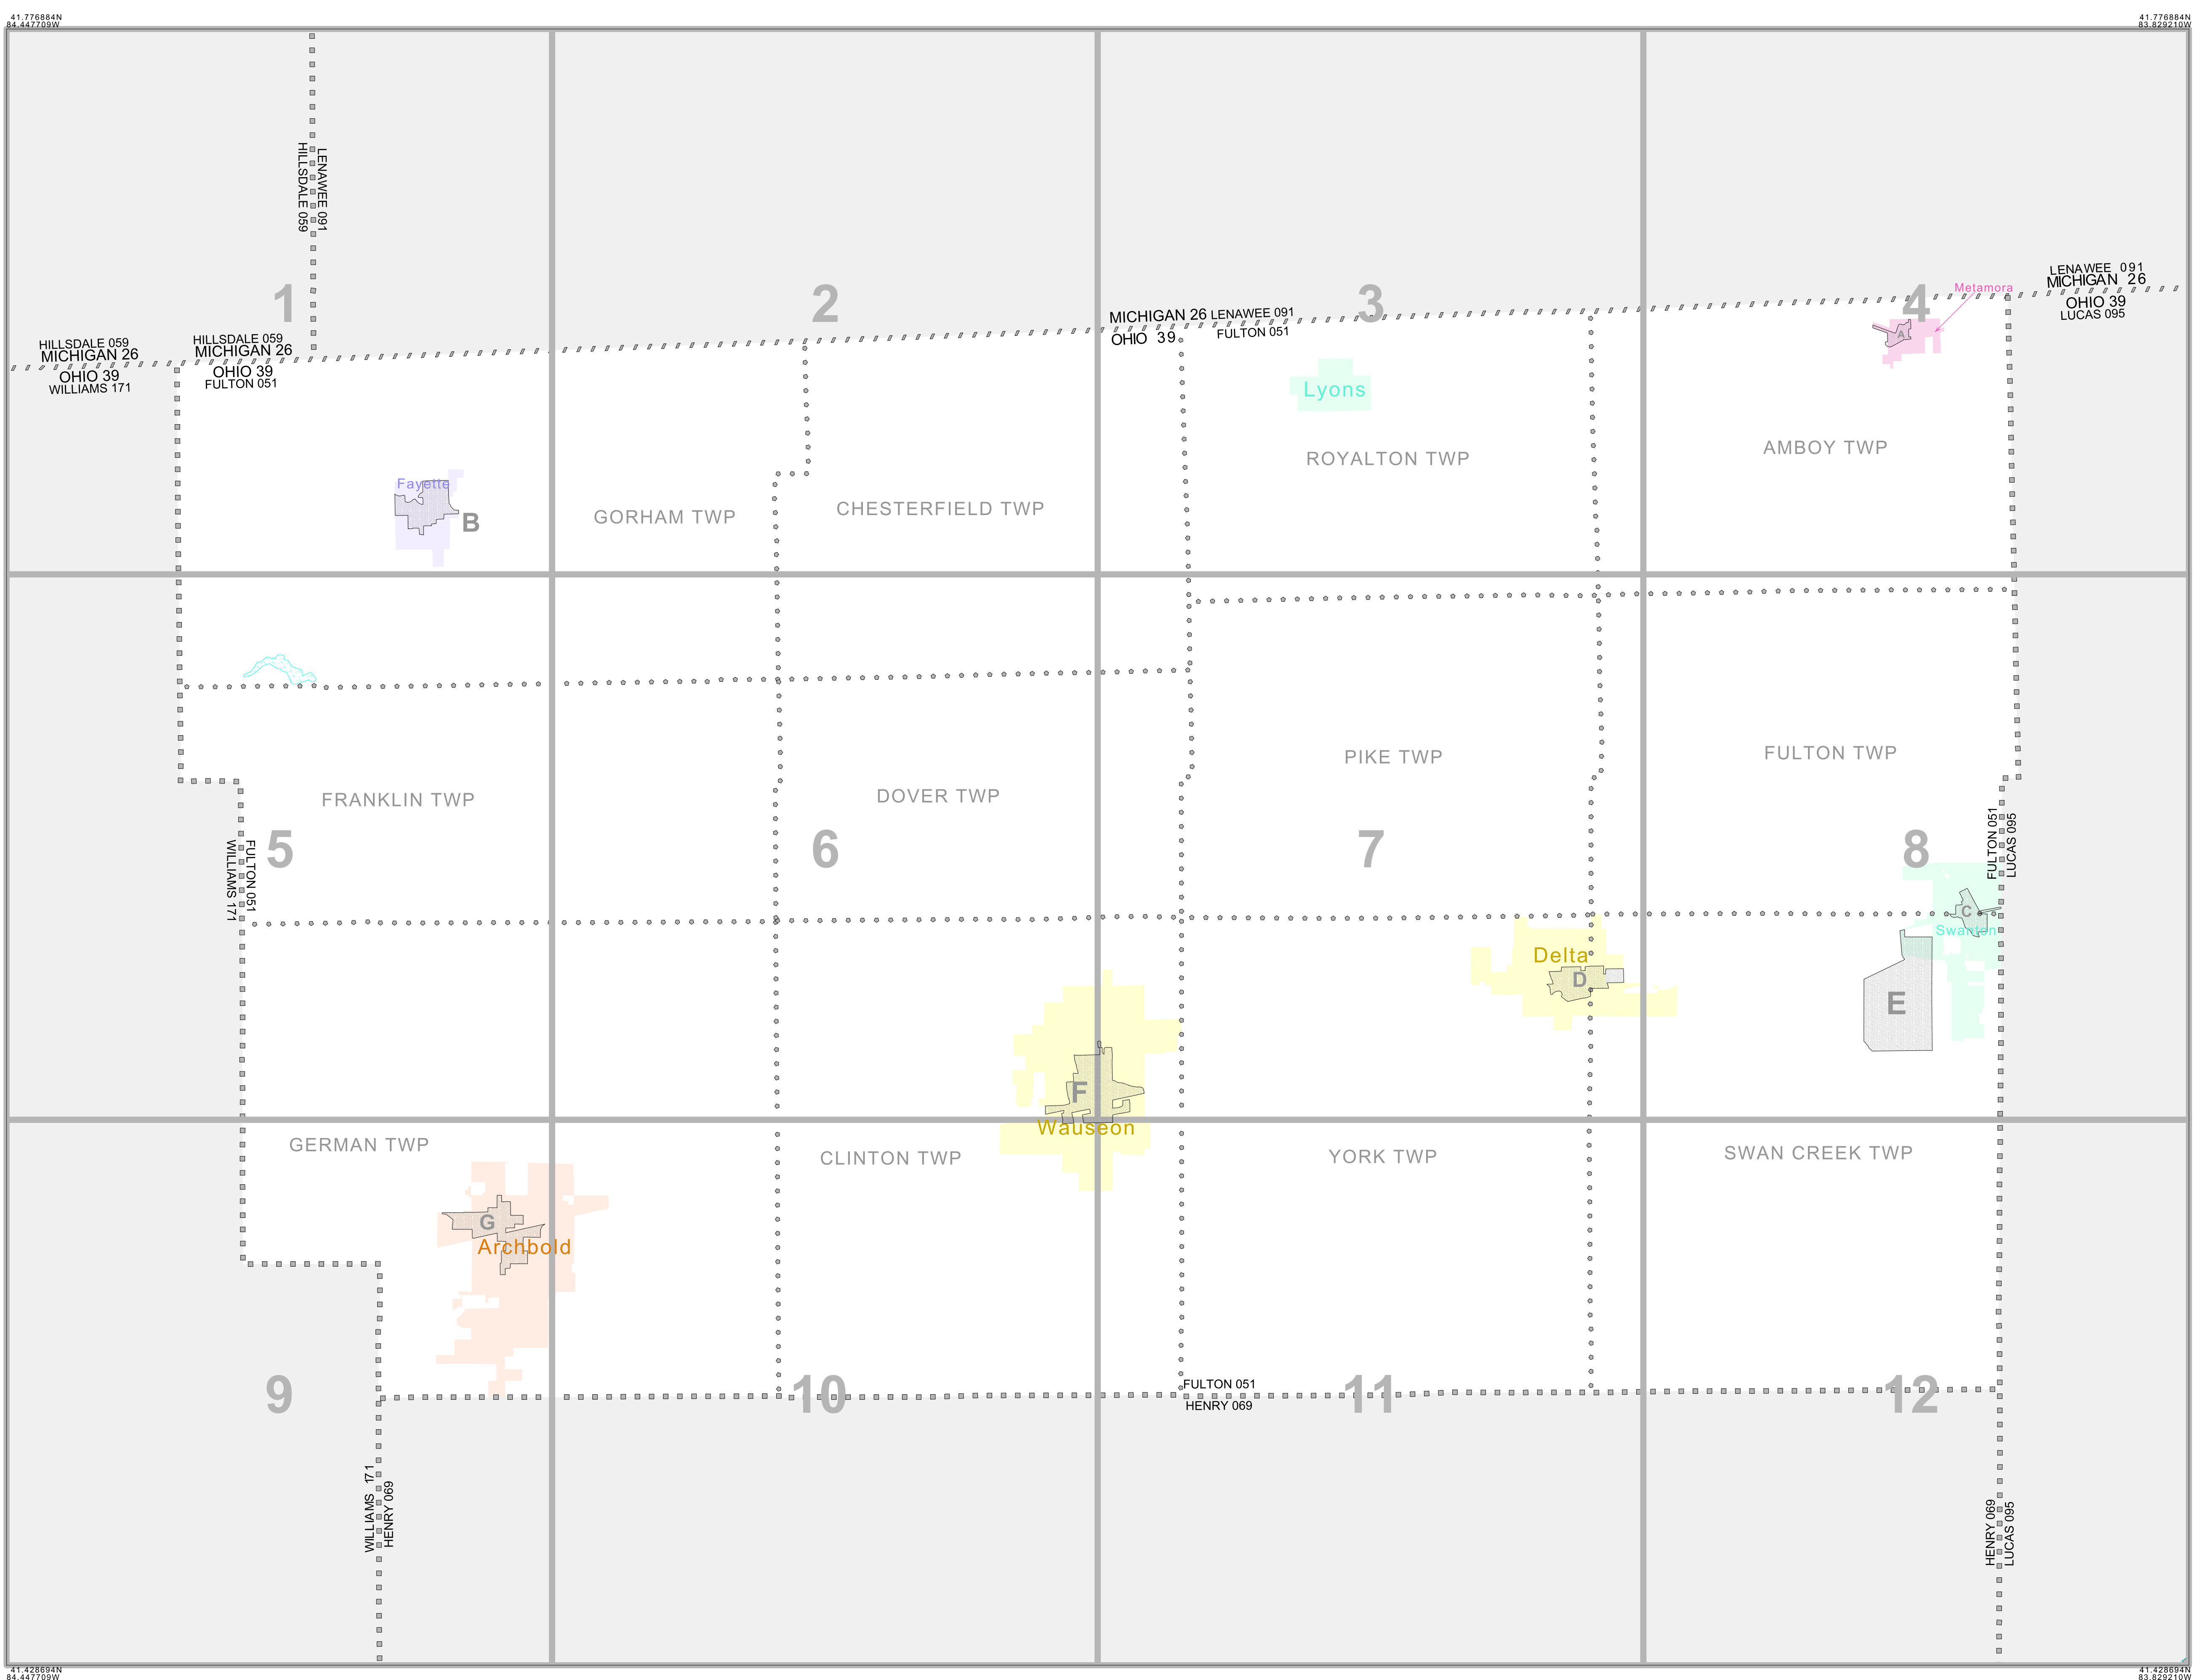 41.776884N
84.447709W
41.776884N
83.829210W
HILLSDALE 059
LENAWEE 091
1
2
3
4
Metamora
A
LENAWEE 091
MICHIGAN 26
OHIO 39
LUCAS 095
HILLSDALE 059
MICHIGAN 26
OHIO 39
WILLIAMS 171
HILLSDALE 059
MICHIGAN 26
OHIO 39
FULTON 051
MICHIGAN 26 LENAWEE 091
OHIO 39 FULTON 051
Lyons
ROYALTON TWP
AMBOY TWP
Fayette
B
GORHAM TWP
CHESTERFIELD TWP
FRANKLIN TWP
DOVER TWP
PIKE TWP
FULTON TWP
WILLIAMS 171
FULTON 051
5
6
7
8
FULTON 051
LUCAS 095
C
Swanton
Delta
D
E
F
Wauseon
GERMAN TWP
CLINTON TWP
YORK TWP
SWAN CREEK TWP
G
Archbold
9
10
11
12
FULTON 051
HENRY 069
WILLIAMS 171
HENRY 069
HENRY 069
LUCAS 095
41.428694N
84.447709W
41.428694N
83.829210W